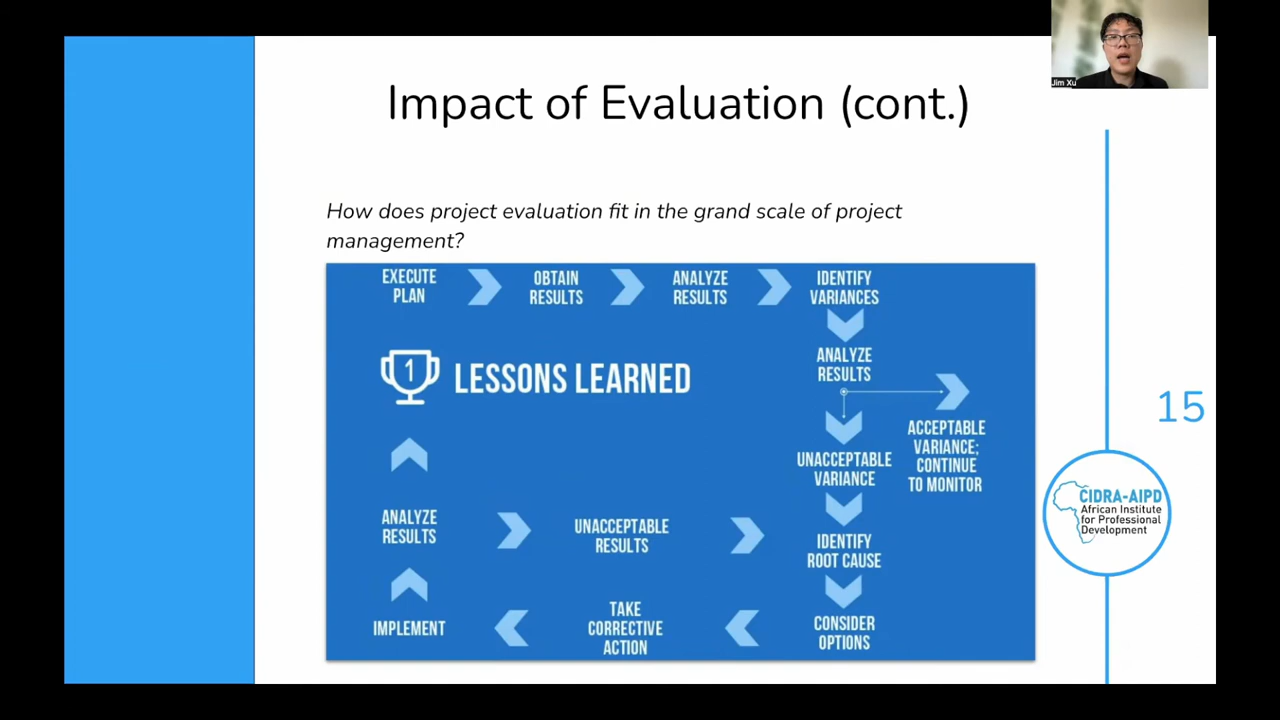 Jim Xu
Impact of Evaluation (cont.)
How does project evaluation fit in the grand scale of project
management?
EXECUTE
PLAN
OBTAIN
RESULTS
ANALYZE
RESULTS
IDENTIFY
VARIANCES
ANALYZE
RESULTS
1
LESSONS LEARNED
ACCEPTABLE
VARIANCE;
CONTINUE
TO MONITOR
UNACCEPTABLE
VARIANCE
ANALYZE
RESULTS
UNACCEPTABLE
RESULTS
IDENTIFY
ROOT CAUSE
IMPLEMENT
TAKE
CORRECTIVE
ACTION
CONSIDER
OPTIONS
15
CIDRA-AIPD
African Institute
for Professional
Development